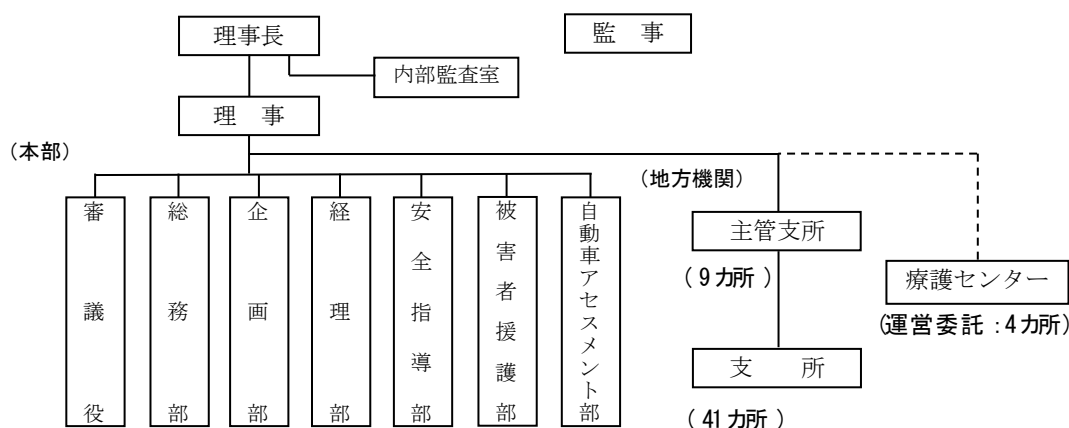 理事長
監　事
内部監査室
理　事
（本部）
（地方機関）
審議役
総務部
企画部
経理部
安全指導部
被害者援護部
自動車アセスメント部
主管支所
（9カ所）
療護センター
（運営委託：4カ所）
支　所
（41カ所）